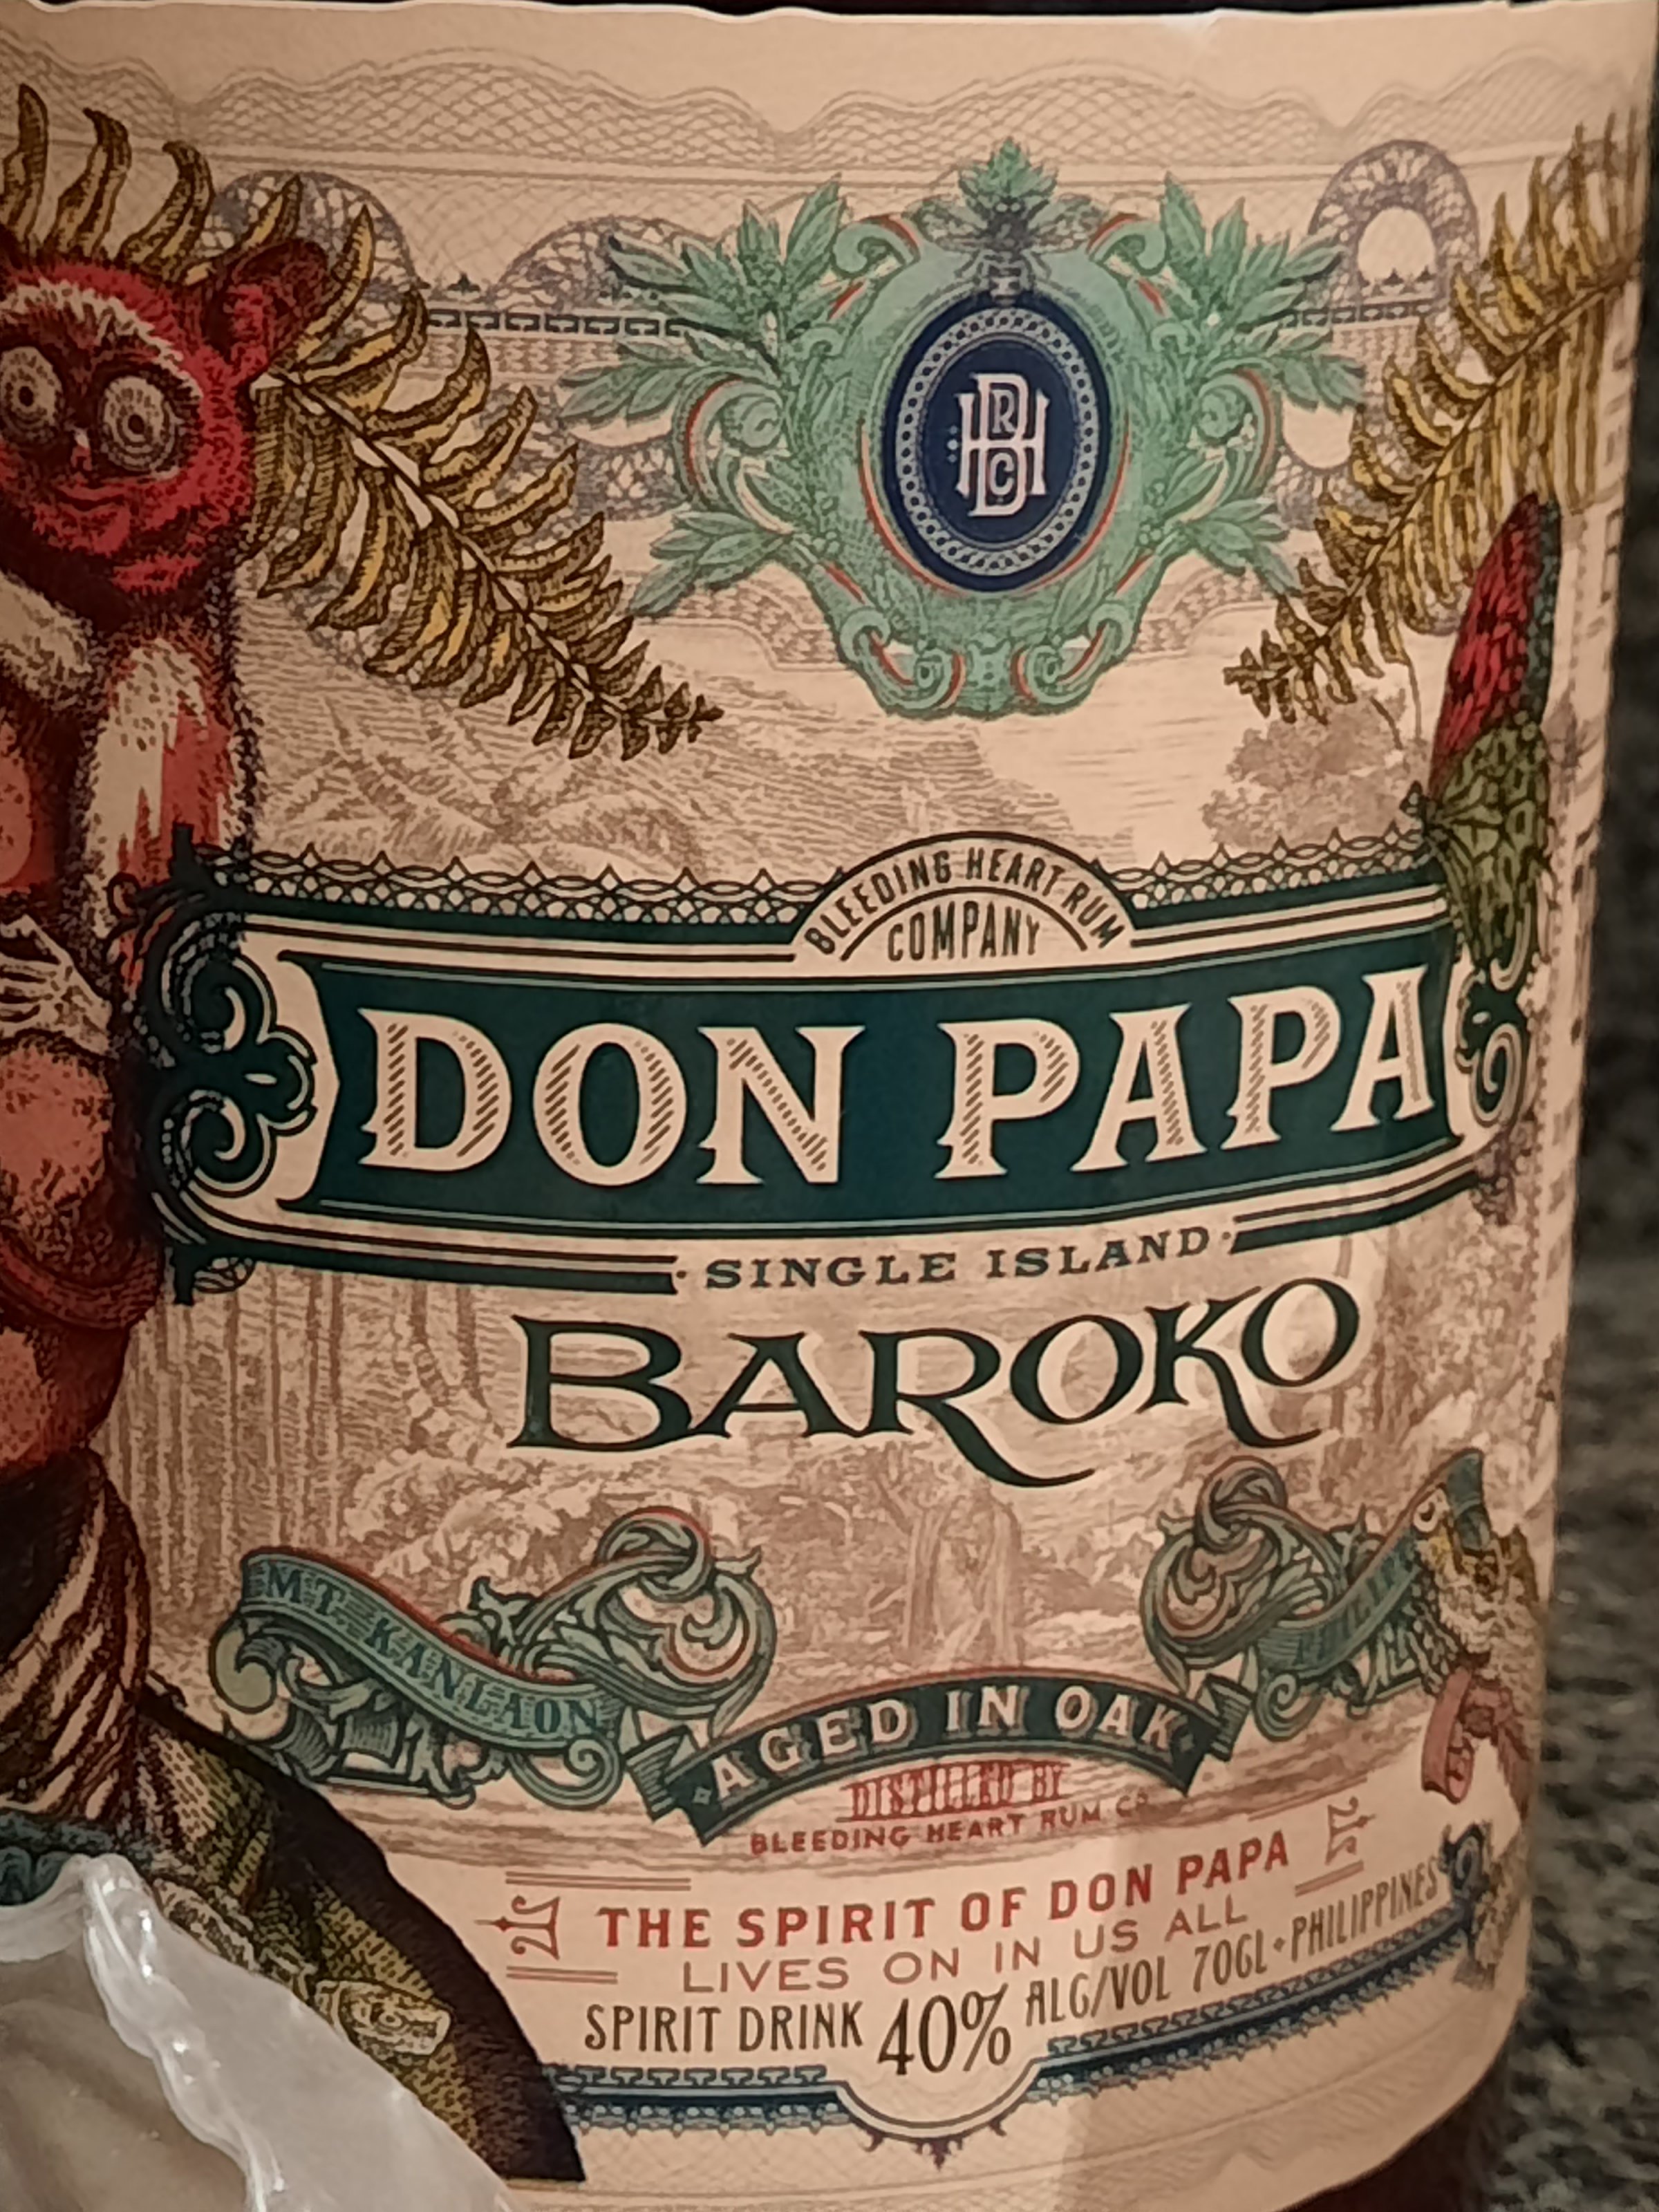 BHRC
BLEEDING HEART RUM
COMPANY
DON PAPA
· SINGLE ISLAND ·
BAROKO
MT. KANLAON
AGED IN OAK
DISTILLED BY
BLEEDING HEART RUM Co.
THE SPIRIT OF DON PAPA
LIVES ON IN US ALL
SPIRIT DRINK 40% ALC/VOL 70CL · PHILIPPINES